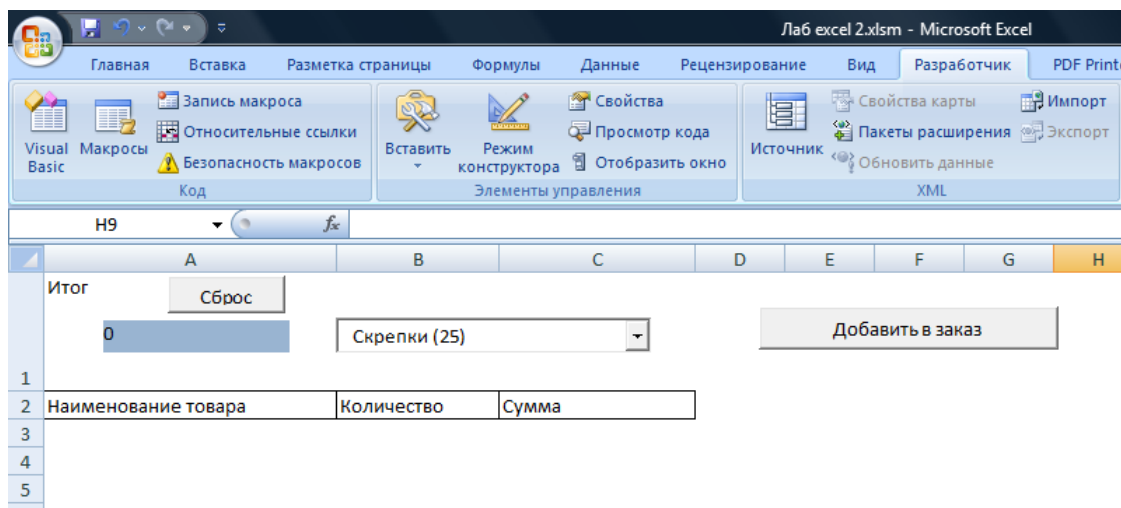 Лаб excel 2.xlsm - Microsoft Excel
Главная Вставка Разметка страницы Формулы Данные Рецензирование Вид Разработчик PDF Print
Visual Basic
Макросы
Запись макроса
Относительные ссылки
Безопасность макросов
Код
Вставить
Режим конструктора
Свойства
Просмотр кода
Отобразить окно
Элементы управления
Источник
Свойства карты
Пакеты расширения
Обновить данные
Импорт
Экспорт
XML
H9 fx
A B C D E F G H
Итог Сброс
0 Скрепки (25) Добавить в заказ
1
2 Наименование товара Количество Сумма
3
4
5